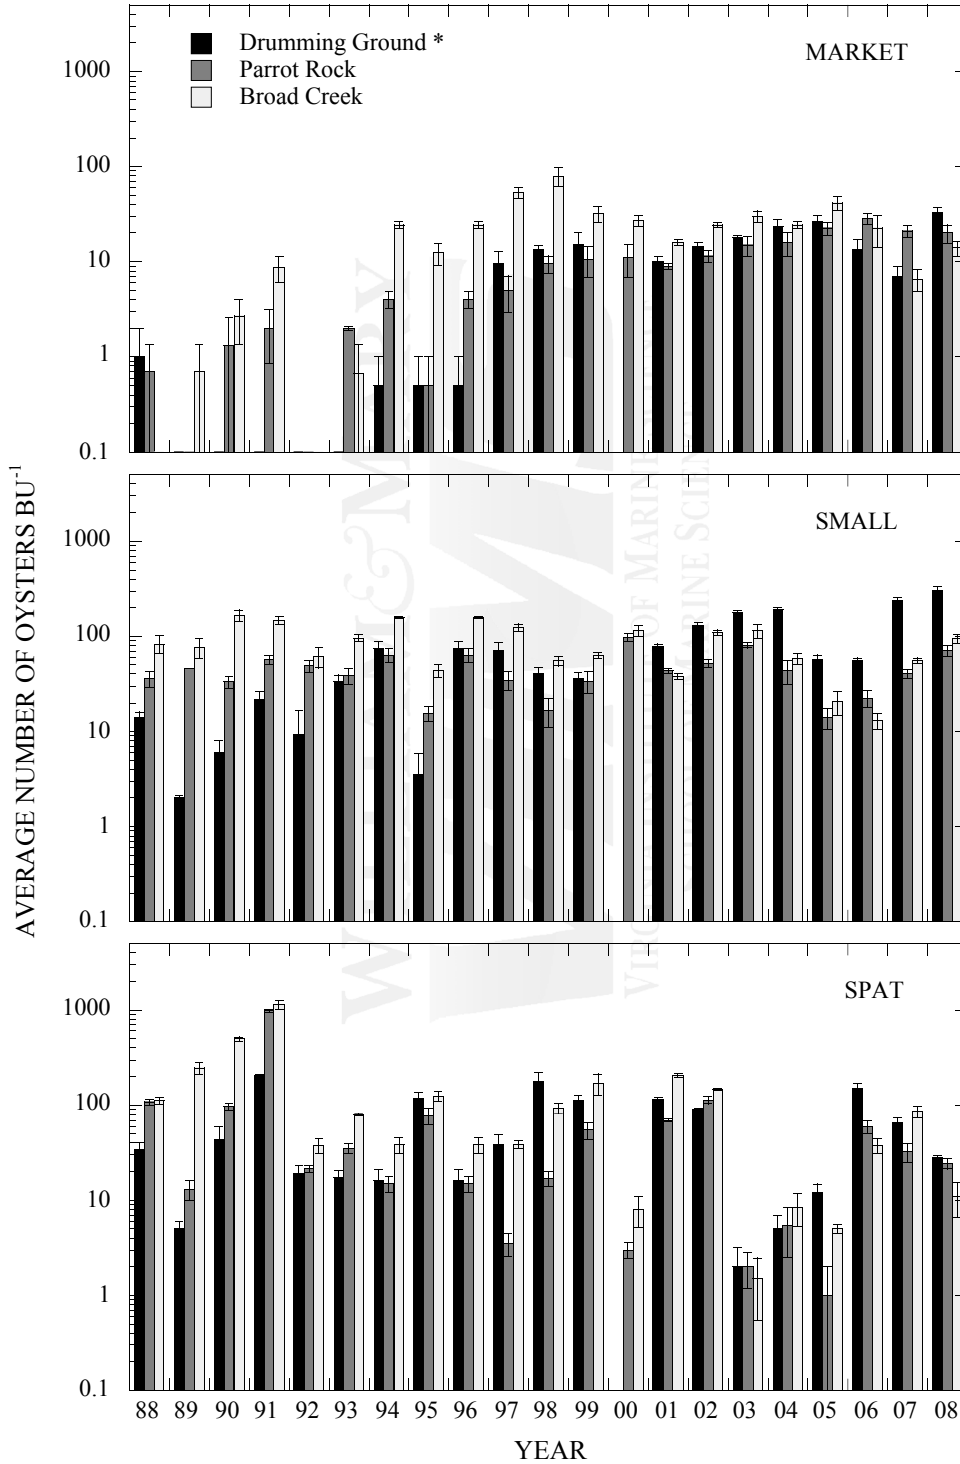 Drumming Ground *
Parrot Rock
Broad Creek
MARKET
1000
100
10
1
0.1
SMALL
1000
100
10
1
0.1
SPAT
1000
100
10
1
0.1
AVERAGE NUMBER OF OYSTERS BU-1
88 89 90 91 92 93 94 95 96 97 98 99 00 01 02 03 04 05 06 07 08
YEAR
WILLIAM & MARY